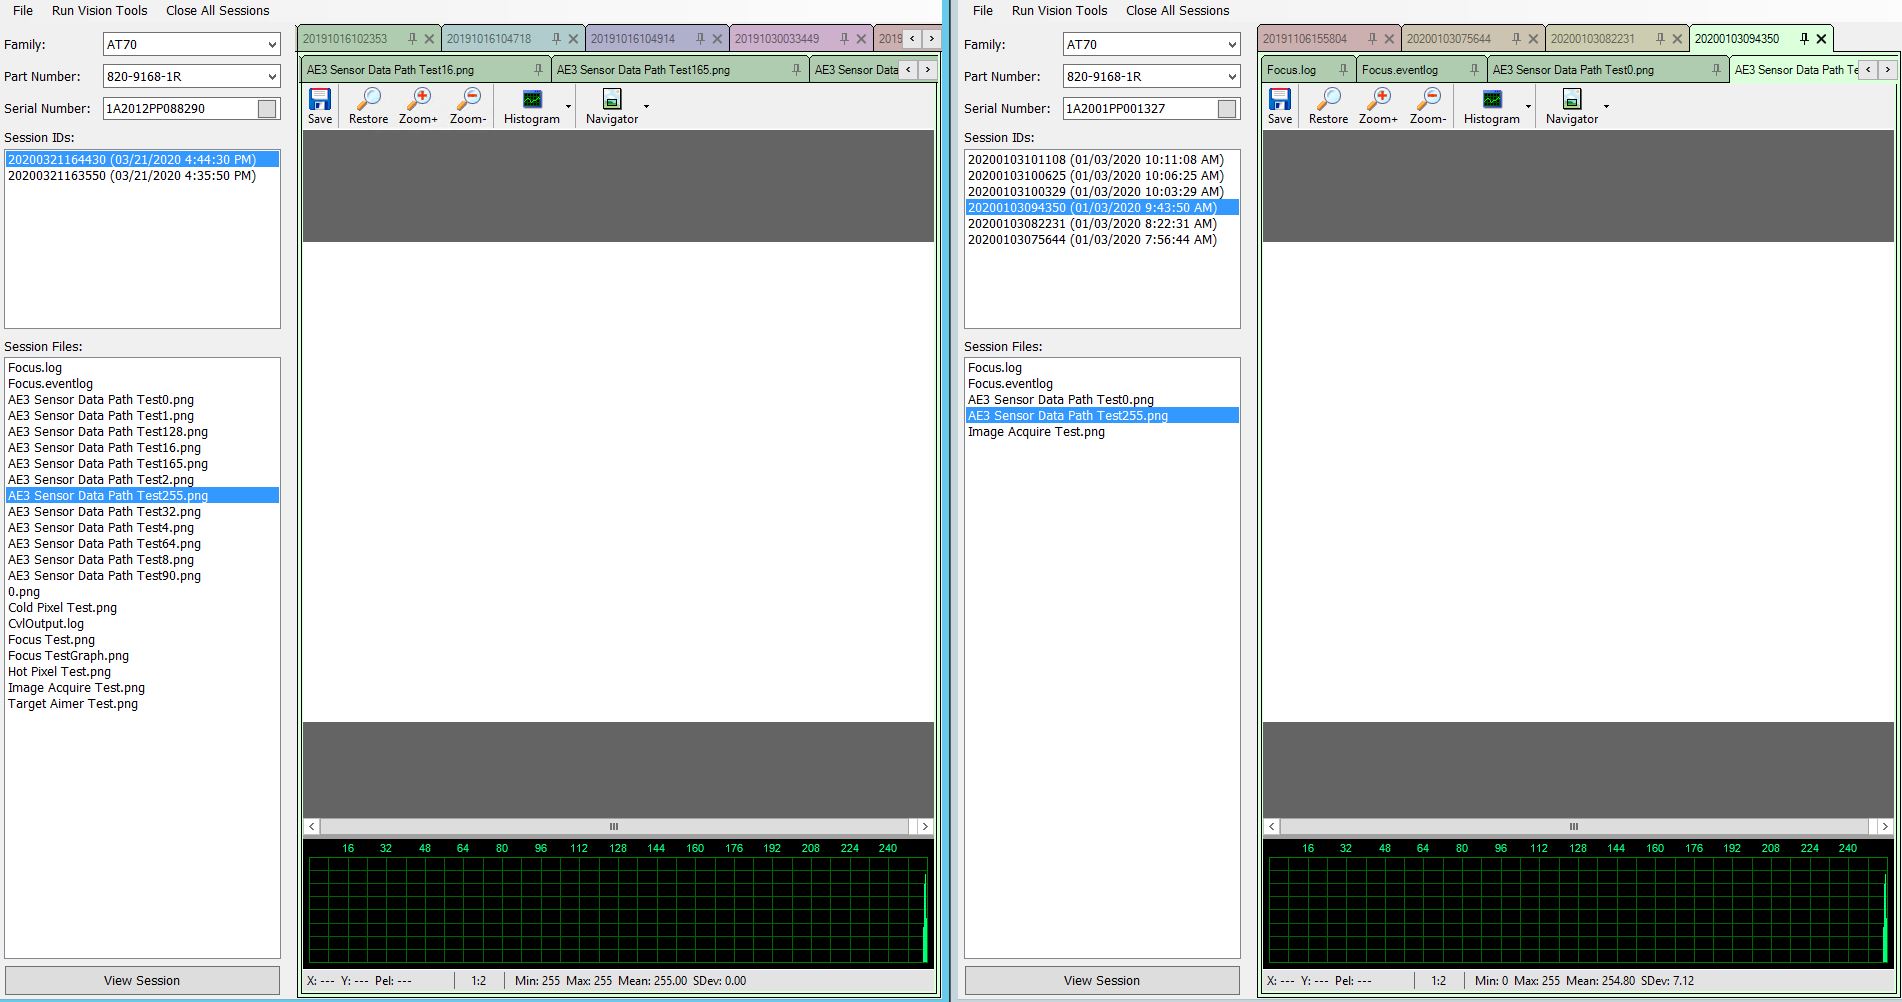 File Run Vision Tools Close All Sessions
Family: AT70
Part Number: 820-9168-1R
Serial Number: 1A2012PP088290
Session IDs:
20200321164430 (03/21/2020 4:44:30 PM)
20200321163550 (03/21/2020 4:35:50 PM)
Session Files:
Focus.log
Focus.eventlog
AE3 Sensor Data Path Test0.png
AE3 Sensor Data Path Test1.png
AE3 Sensor Data Path Test128.png
AE3 Sensor Data Path Test16.png
AE3 Sensor Data Path Test165.png
AE3 Sensor Data Path Test2.png
AE3 Sensor Data Path Test255.png
AE3 Sensor Data Path Test32.png
AE3 Sensor Data Path Test4.png
AE3 Sensor Data Path Test64.png
AE3 Sensor Data Path Test8.png
AE3 Sensor Data Path Test90.png
0.png
Cold Pixel Test.png
CvlOutput.log
Focus Test.png
Focus TestGraph.png
Hot Pixel Test.png
Image Acquire Test.png
Target Aimer Test.png
View Session
20191016102353 20191016104718 20191016104914 20191030033449 2019
AE3 Sensor Data Path Test16.png AE3 Sensor Data Path Test165.png AE3 Sensor Data
Save Restore Zoom+ Zoom- Histogram Navigator
16 32 48 64 80 96 112 128 144 160 176 192 208 224 240
X: --- Y: --- Pel: --- 1:2 Min: 255 Max: 255 Mean: 255.00 SDev: 0.00
File Run Vision Tools Close All Sessions
Family: AT70
Part Number: 820-9168-1R
Serial Number: 1A2001PP001327
Session IDs:
20200103101108 (01/03/2020 10:11:08 AM)
20200103100625 (01/03/2020 10:06:25 AM)
20200103100329 (01/03/2020 10:03:29 AM)
20200103094350 (01/03/2020 9:43:50 AM)
20200103082231 (01/03/2020 8:22:31 AM)
20200103075644 (01/03/2020 7:56:44 AM)
Session Files:
Focus.log
Focus.eventlog
AE3 Sensor Data Path Test0.png
AE3 Sensor Data Path Test255.png
Image Acquire Test.png
View Session
20191106155804 20200103075644 20200103082231 20200103094350
Focus.log Focus.eventlog AE3 Sensor Data Path Test0.png AE3 Sensor Data Path Te
Save Restore Zoom+ Zoom- Histogram Navigator
16 32 48 64 80 96 112 128 144 160 176 192 208 224 240
X: --- Y: --- Pel: --- 1:2 Min: 0 Max: 255 Mean: 254.80 SDev: 7.12